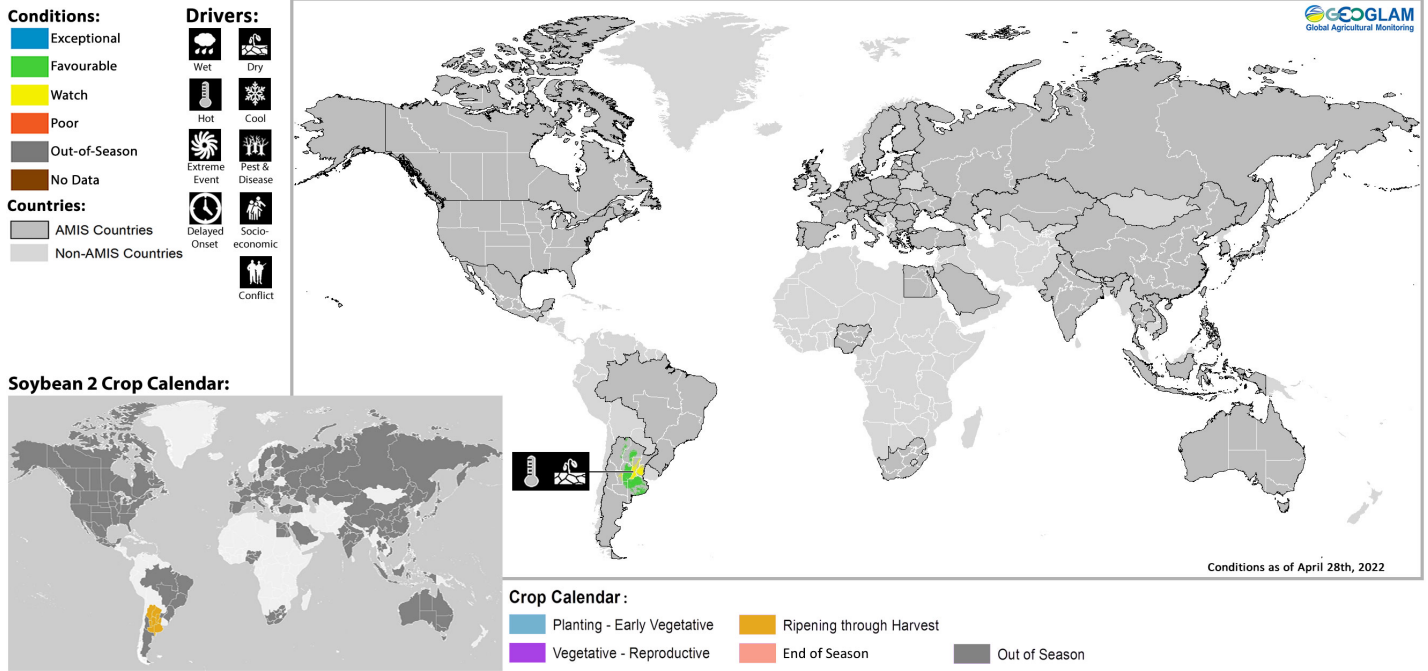 Conditions:
Exceptional
Favourable
Watch
Poor
Out-of-Season
No Data
Countries:
AMIS Countries
Non-AMIS Countries
Drivers:
Wet
Dry
Hot
Cool
Extreme
Event
Pest &
Disease
Delayed
Onset
Socio-
economic
Conflict
GEOGLAM
Global Agricultural Monitoring
Soybean 2 Crop Calendar:
Conditions as of April 28th, 2022
Crop Calendar :
Planting - Early Vegetative
Vegetative - Reproductive
Ripening through Harvest
End of Season
Out of Season